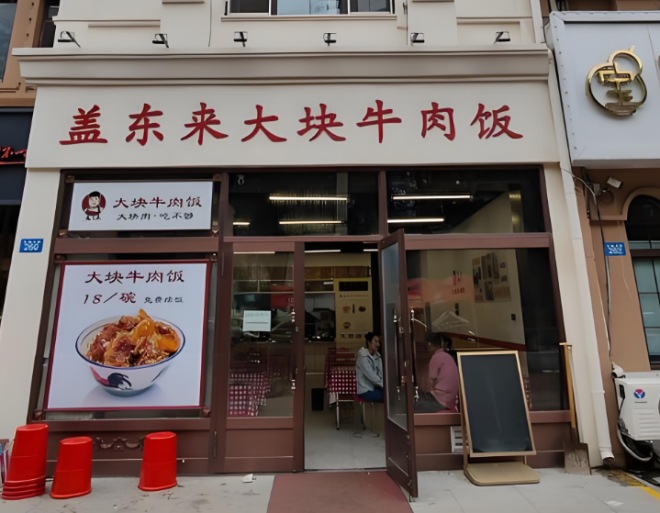 盖东来大块牛肉饭
大块牛肉饭
大块肉·吃不够
大块牛肉饭
18/碗 免费续饭